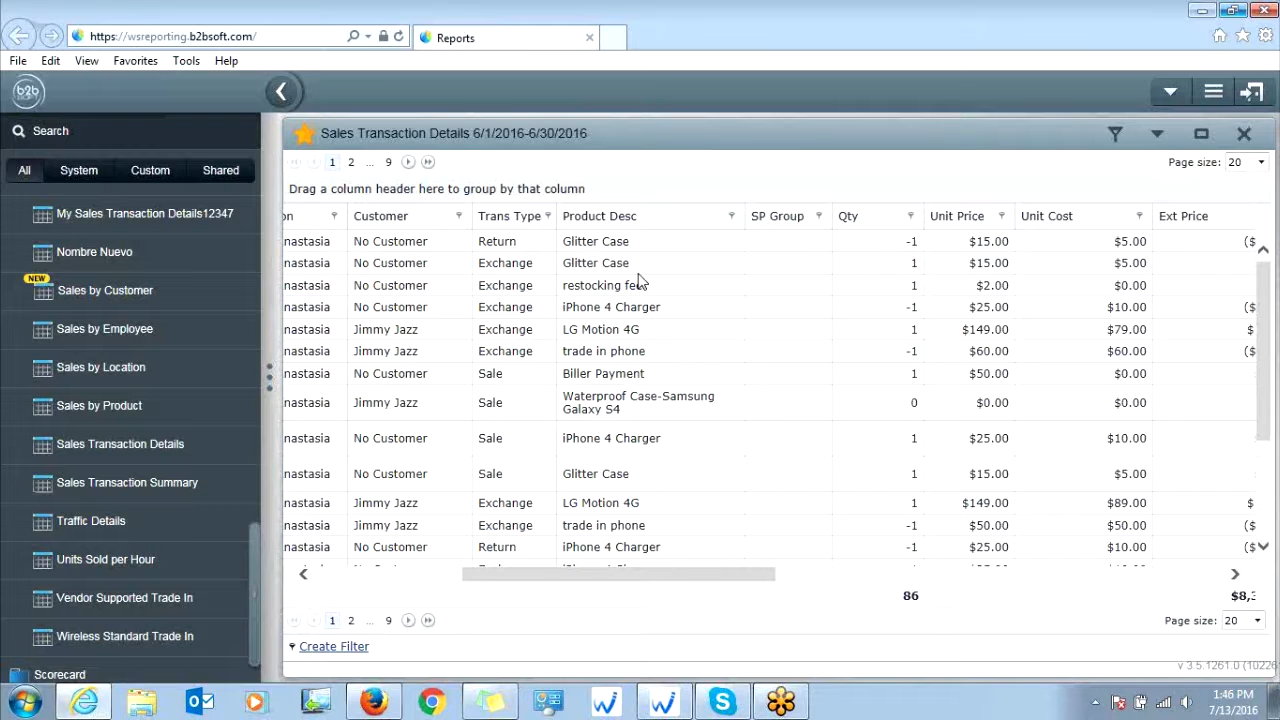 https://wsreporting.b2bsoft.com/
Reports
File Edit View Favorites Tools Help
b2b
Search
All System Custom Shared
My Sales Transaction Details12347
Nombre Nuevo
NEW
Sales by Customer
Sales by Employee
Sales by Location
Sales by Product
Sales Transaction Details
Sales Transaction Summary
Traffic Details
Units Sold per Hour
Vendor Supported Trade In
Wireless Standard Trade In
Scorecard
Sales Transaction Details 6/1/2016-6/30/2016
1 2 ... 9 Page size: 20
Drag a column header here to group by that column
on Customer Trans Type Product Desc SP Group Qty Unit Price Unit Cost Ext Price
nastasia No Customer Return Glitter Case -1 $15.00 $5.00 ($
nastasia No Customer Exchange Glitter Case 1 $15.00 $5.00
nastasia No Customer Exchange restocking fee 1 $2.00 $0.00
nastasia No Customer Exchange iPhone 4 Charger -1 $25.00 $10.00 ($
nastasia Jimmy Jazz Exchange LG Motion 4G 1 $149.00 $79.00 $
nastasia Jimmy Jazz Exchange trade in phone -1 $60.00 $60.00 ($
nastasia No Customer Sale Biller Payment 1 $50.00 $0.00
nastasia Jimmy Jazz Sale Waterproof Case-Samsung 0 $0.00 $0.00
Galaxy S4
nastasia No Customer Sale iPhone 4 Charger 1 $25.00 $10.00
nastasia No Customer Sale Glitter Case 1 $15.00 $5.00
nastasia Jimmy Jazz Exchange LG Motion 4G 1 $149.00 $89.00 $
nastasia Jimmy Jazz Exchange trade in phone -1 $50.00 $50.00 ($
nastasia No Customer Return iPhone 4 Charger -1 $25.00 $10.00 ($
86 $8,
1 2 ... 9 Page size: 20
Create Filter
v 3.5.1261.0 (10226
1:46 PM
7/13/2016